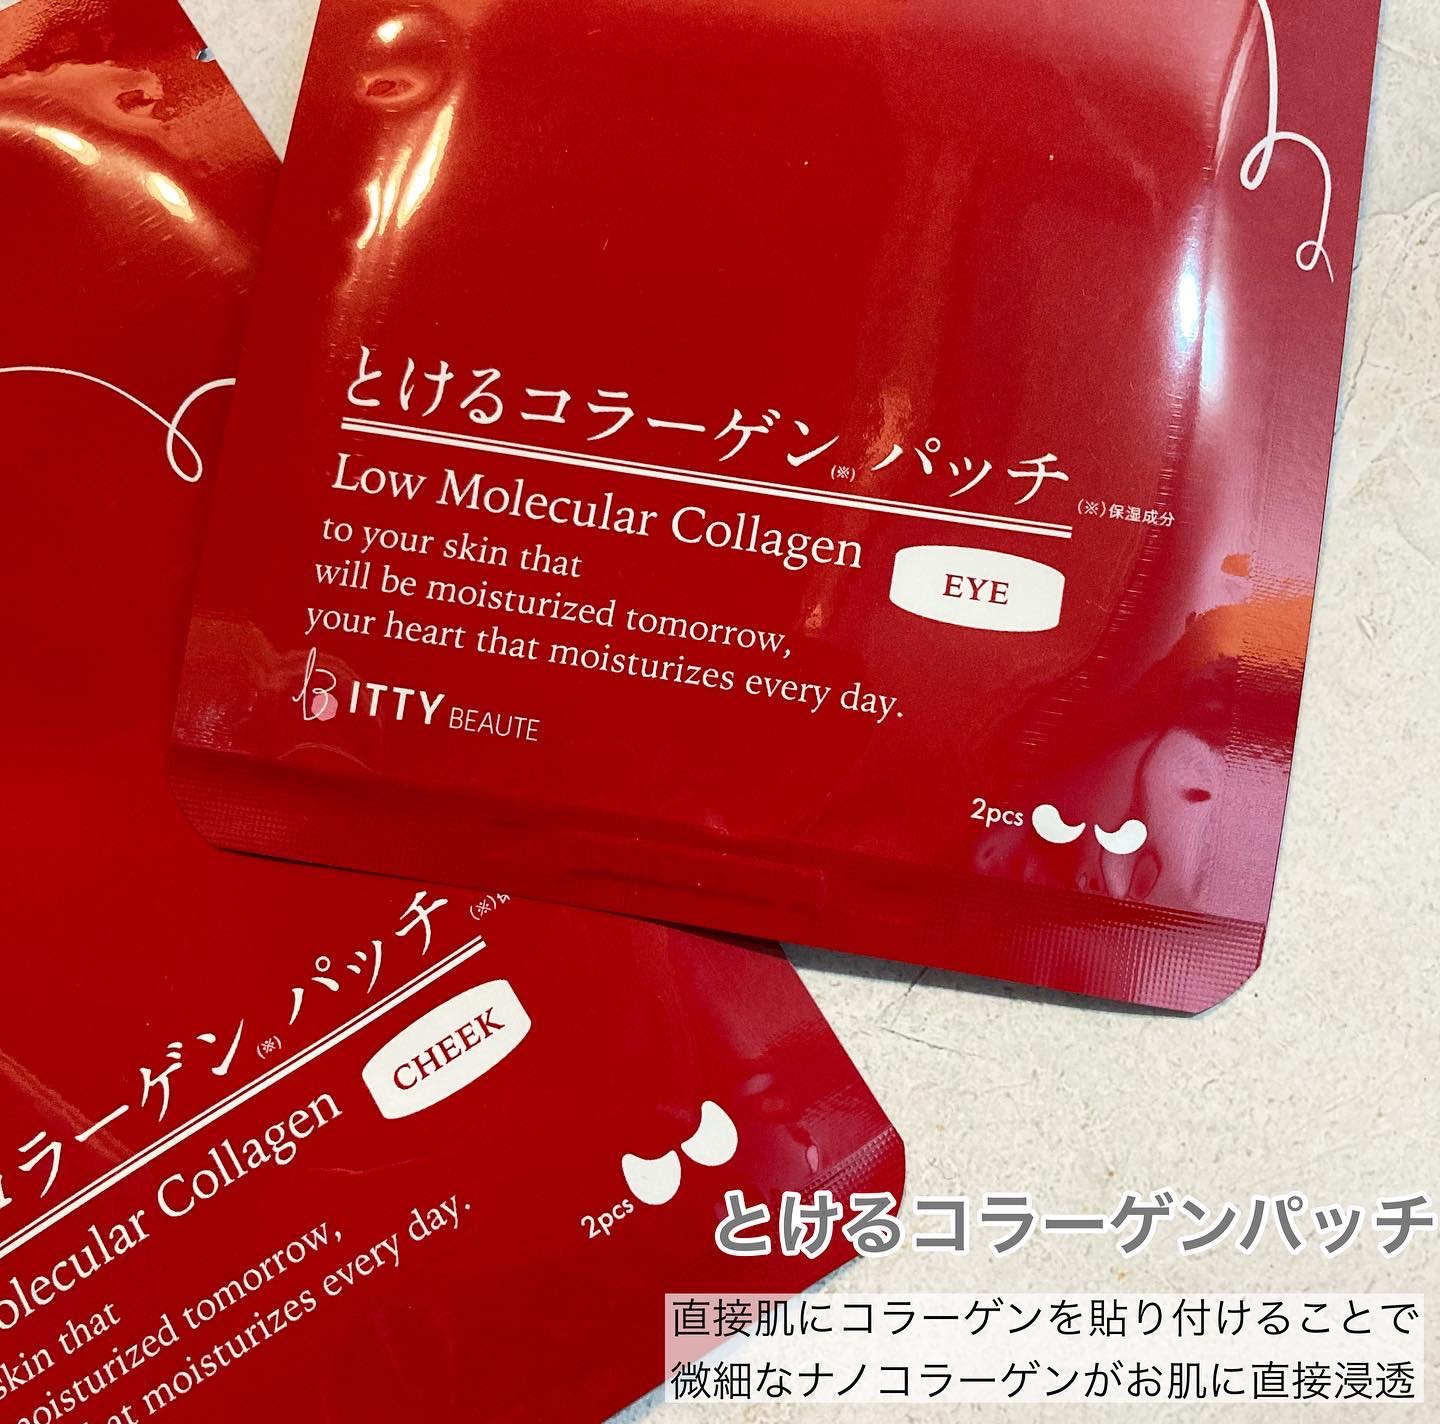 とけるコラーゲン(※)パッチ
(※)保湿成分
Low Molecular Collagen
EYE
to your skin that
will be moisturized tomorrow,
your heart that moisturizes every day.
BITTY BEAUTE
2pcs
ラーゲン(※)パッチ
(※)
olecular Collagen
CHEEK
skin that
moisturized tomorrow,
at moisturizes every day.
2pcs
とけるコラーゲンパッチ
直接肌にコラーゲンを貼り付けることで
微細なナノコラーゲンがお肌に直接浸透